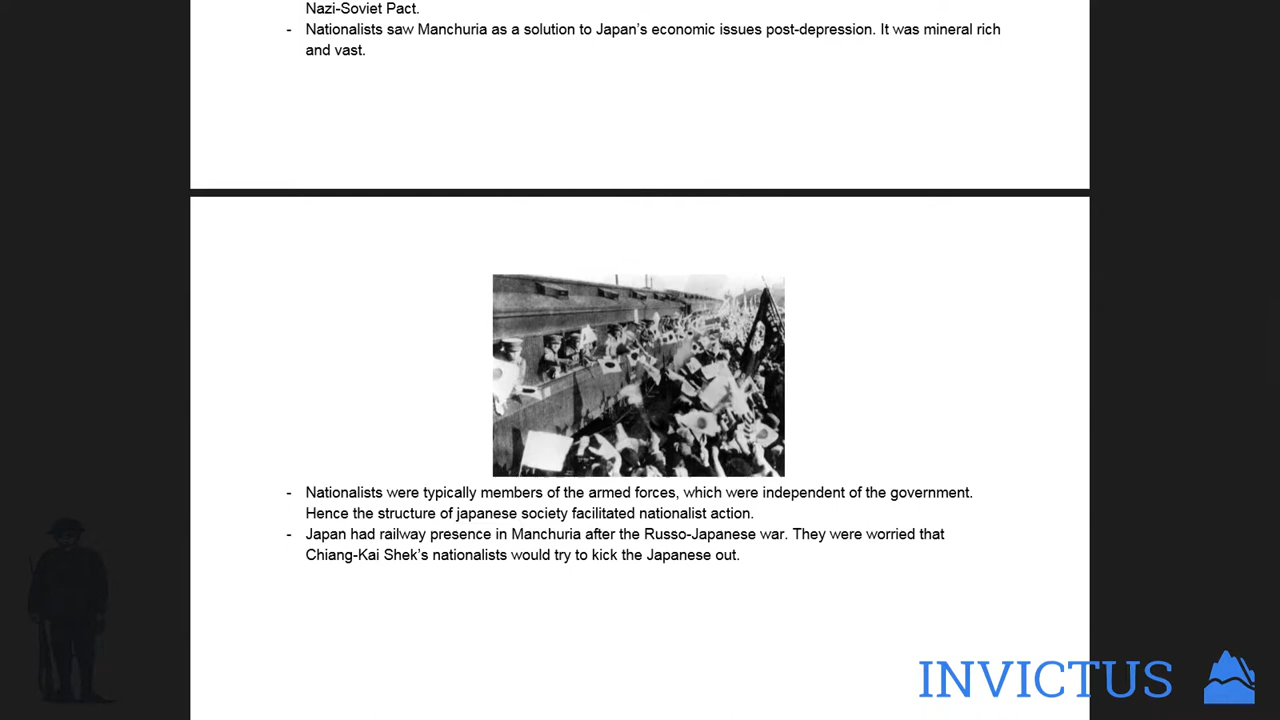 Nazi-Soviet Pact.
- Nationalists saw Manchuria as a solution to Japan’s economic issues post-depression. It was mineral rich
and vast.
- Nationalists were typically members of the armed forces, which were independent of the government.
Hence the structure of japanese society facilitated nationalist action.
- Japan had railway presence in Manchuria after the Russo-Japanese war. They were worried that
Chiang-Kai Shek’s nationalists would try to kick the Japanese out.
INVICTUS